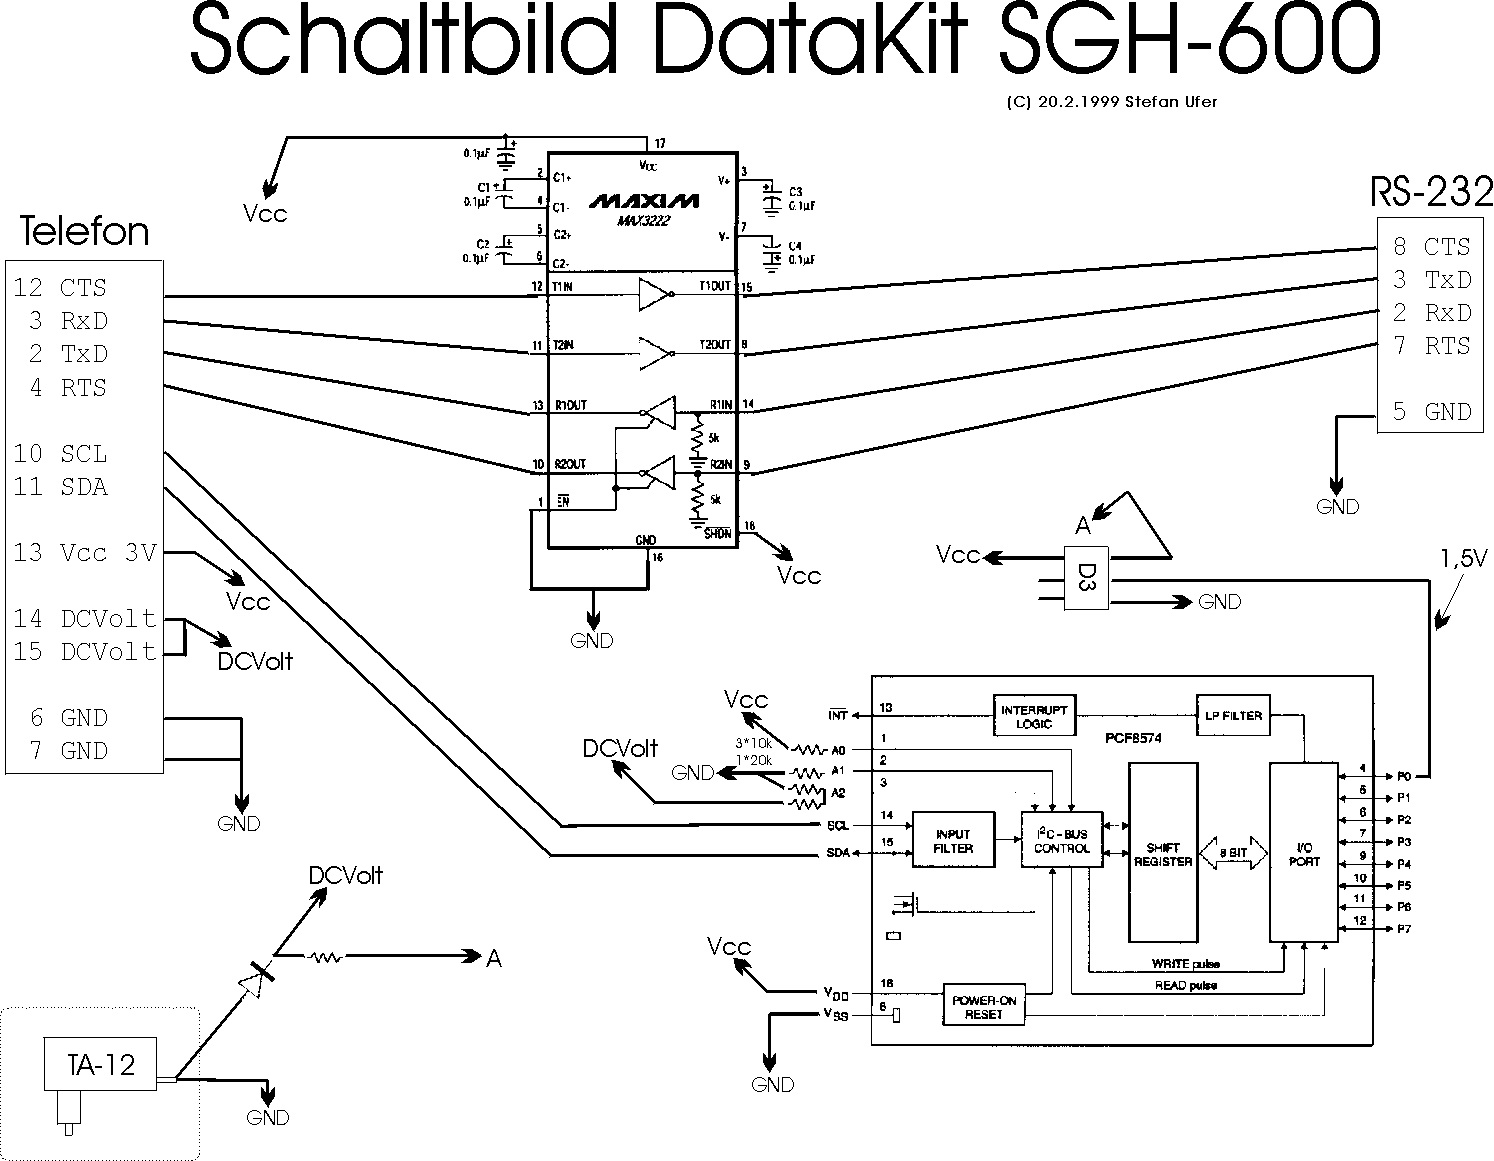 Schaltbild DataKit SGH-600
(C) 20.2.1999 Stefan Ufer
Vcc
0.1µF
17
VCC
MAXIM
MAX3222
2 C1+
C1
0.1µF
4 C1-
5 C2+
C2
0.1µF
6 C2-
3
V+
C3
0.1µF
7
V-
C4
0.1µF
12 T1IN
T1OUT 15
11 T2IN
T2OUT 8
13 R1OUT
R1IN 14
5k
10 R2OUT
R2IN 9
5k
1 EN
SHDN 18
GND
16
Vcc
GND
Telefon
12 CTS
3 RxD
2 TxD
4 RTS
10 SCL
11 SDA
13 Vcc 3V
14 DCVolt
15 DCVolt
6 GND
7 GND
Vcc
DCVolt
GND
RS-232
8 CTS
3 TxD
2 RxD
7 RTS
5 GND
GND
A
Vcc
D3
GND
1,5V
Vcc
DCVolt
3*10k
1*20k
GND
INT
13
INTERRUPT
LOGIC
LP FILTER
PCF8574
A0
1
A1
2
A2
3
SCL
14
SDA
15
INPUT
FILTER
I²C-BUS
CONTROL
SHIFT
REGISTER
8 BIT
I/O
PORT
4 P0
5 P1
6 P2
7 P3
9 P4
10 P5
11 P6
12 P7
WRITE pulse
READ pulse
Vcc
VDD
16
VSS
8
POWER-ON
RESET
GND
DCVolt
A
TA-12
GND